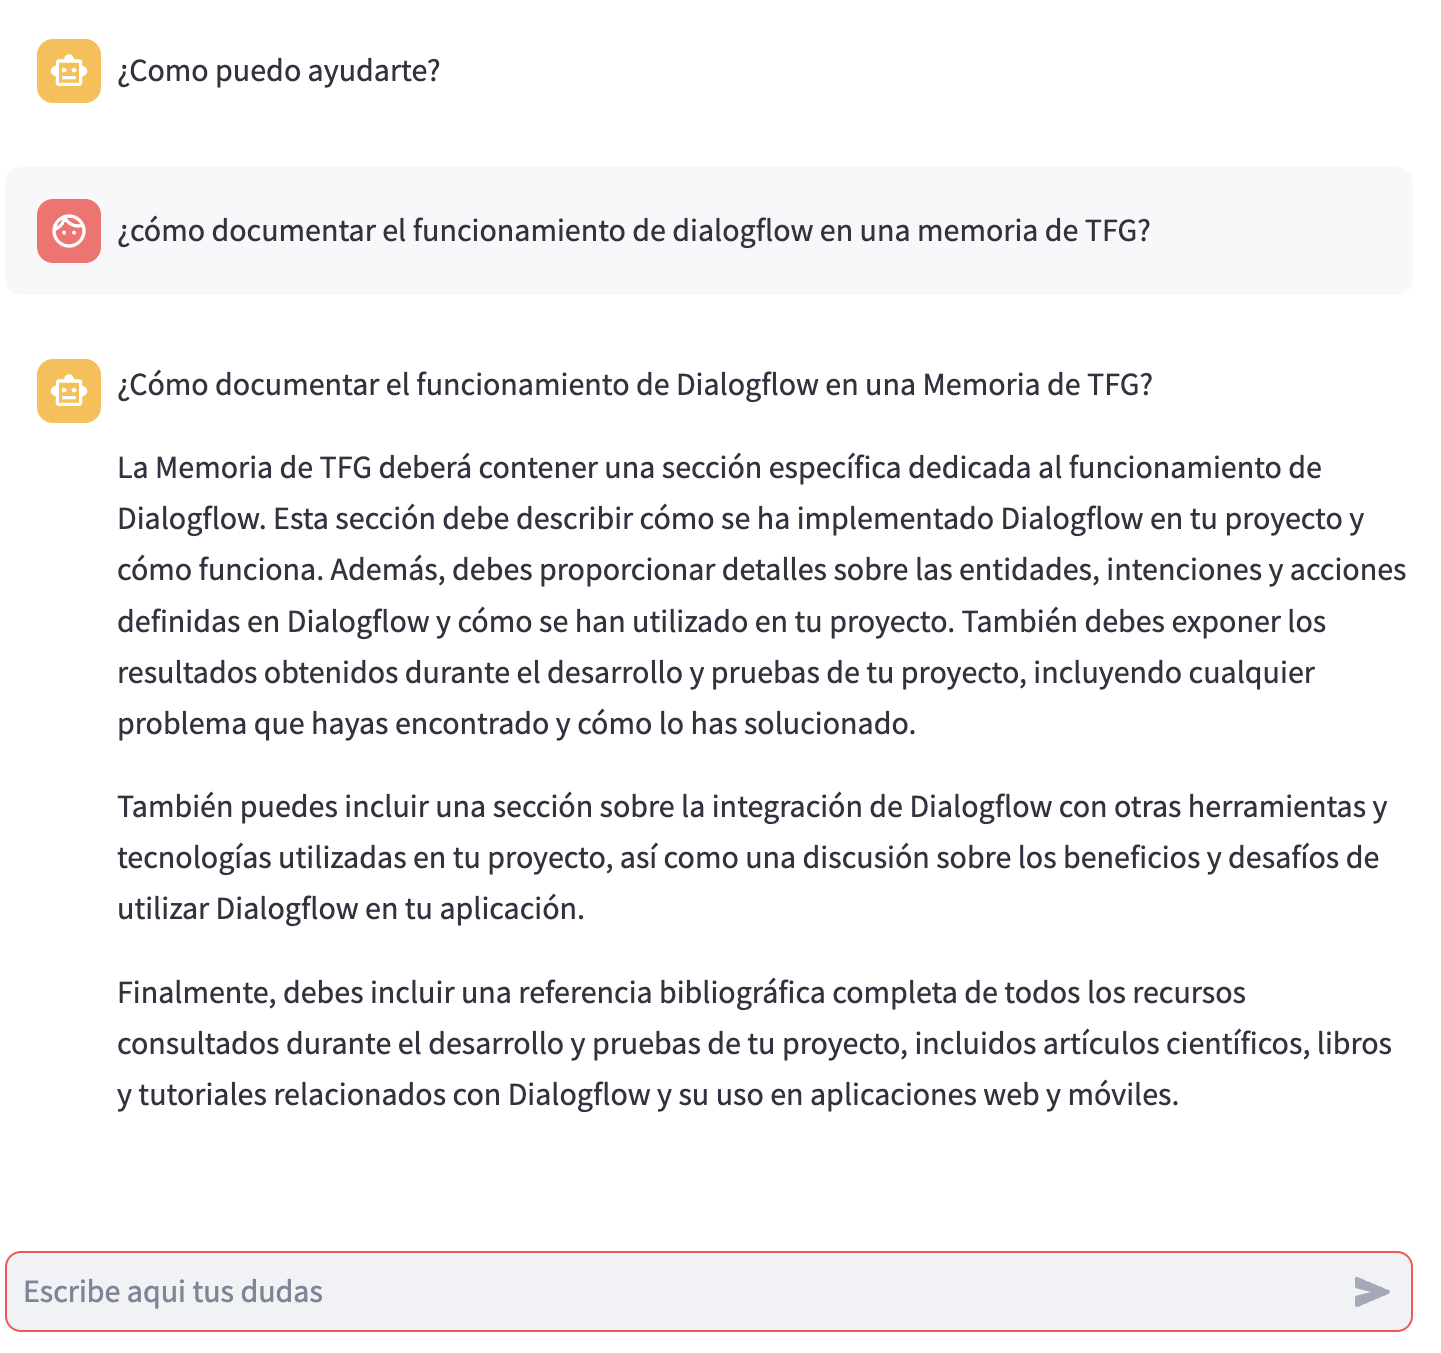 ¿Como puedo ayudarte?
¿cómo documentar el funcionamiento de dialogflow en una memoria de TFG?
¿Cómo documentar el funcionamiento de Dialogflow en una Memoria de TFG?
La Memoria de TFG deberá contener una sección específica dedicada al funcionamiento de
Dialogflow. Esta sección debe describir cómo se ha implementado Dialogflow en tu proyecto y
cómo funciona. Además, debes proporcionar detalles sobre las entidades, intenciones y acciones
definidas en Dialogflow y cómo se han utilizado en tu proyecto. También debes exponer los
resultados obtenidos durante el desarrollo y pruebas de tu proyecto, incluyendo cualquier
problema que hayas encontrado y cómo lo has solucionado.
También puedes incluir una sección sobre la integración de Dialogflow con otras herramientas y
tecnologías utilizadas en tu proyecto, así como una discusión sobre los beneficios y desafíos de
utilizar Dialogflow en tu aplicación.
Finalmente, debes incluir una referencia bibliográfica completa de todos los recursos
consultados durante el desarrollo y pruebas de tu proyecto, incluidos artículos científicos, libros
y tutoriales relacionados con Dialogflow y su uso en aplicaciones web y móviles.
Escribe aqui tus dudas